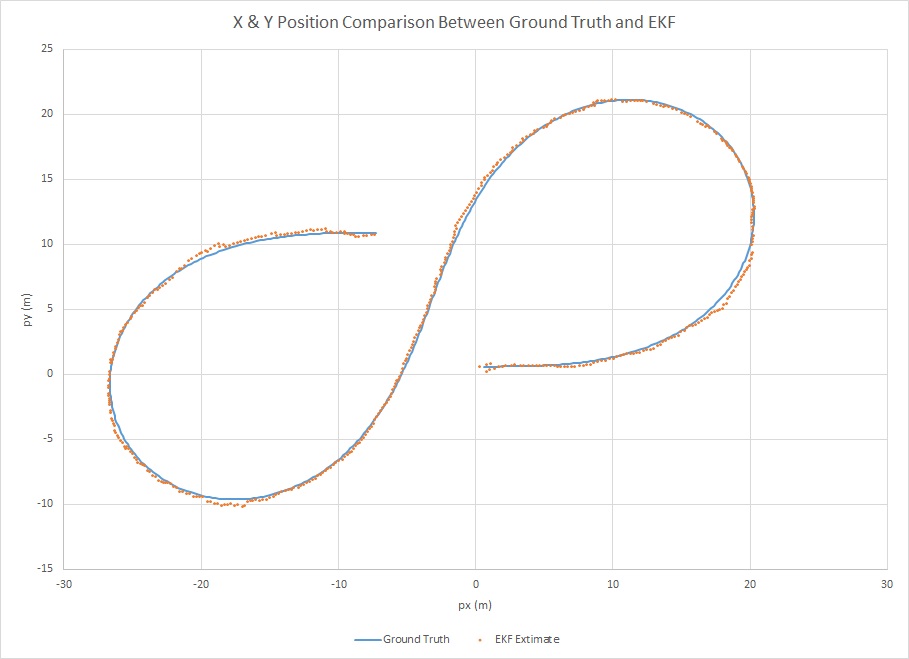 X & Y Position Comparison Between Ground Truth and EKF
25
20
15
10
5
0
-5
-10
-15
py (m)
-30 -20 -10 0 10 20 30
px (m)
Ground Truth EKF Extimate